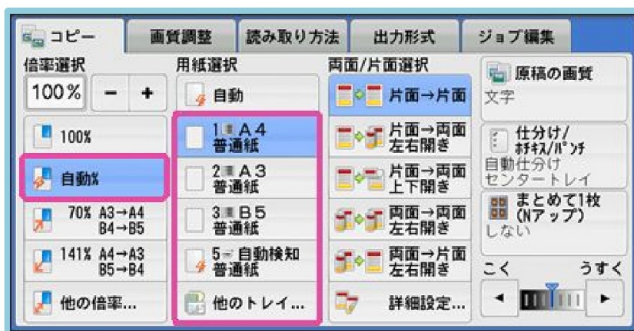 コピー
画質調整
読み取り方法
出力形式
ジョブ編集
倍率選択
100%
－
＋
100%
自動%
70% A3→A4
B4→B5
141% A4→A3
B5→B4
他の倍率...
用紙選択
自動
1 A4
普通紙
2 A3
普通紙
3 B5
普通紙
5 自動検知
普通紙
他のトレイ...
両面/片面選択
片面→片面
片面→両面
左右開き
片面→両面
上下開き
両面→両面
左右開き
両面→片面
左右開き
詳細設定...
原稿の画質
文字
仕分け/
ﾎﾁｷｽ/ﾊﾟﾝﾁ
自動仕分け
センタートレイ
まとめて1枚
(Nアップ)
しない
こく うすく